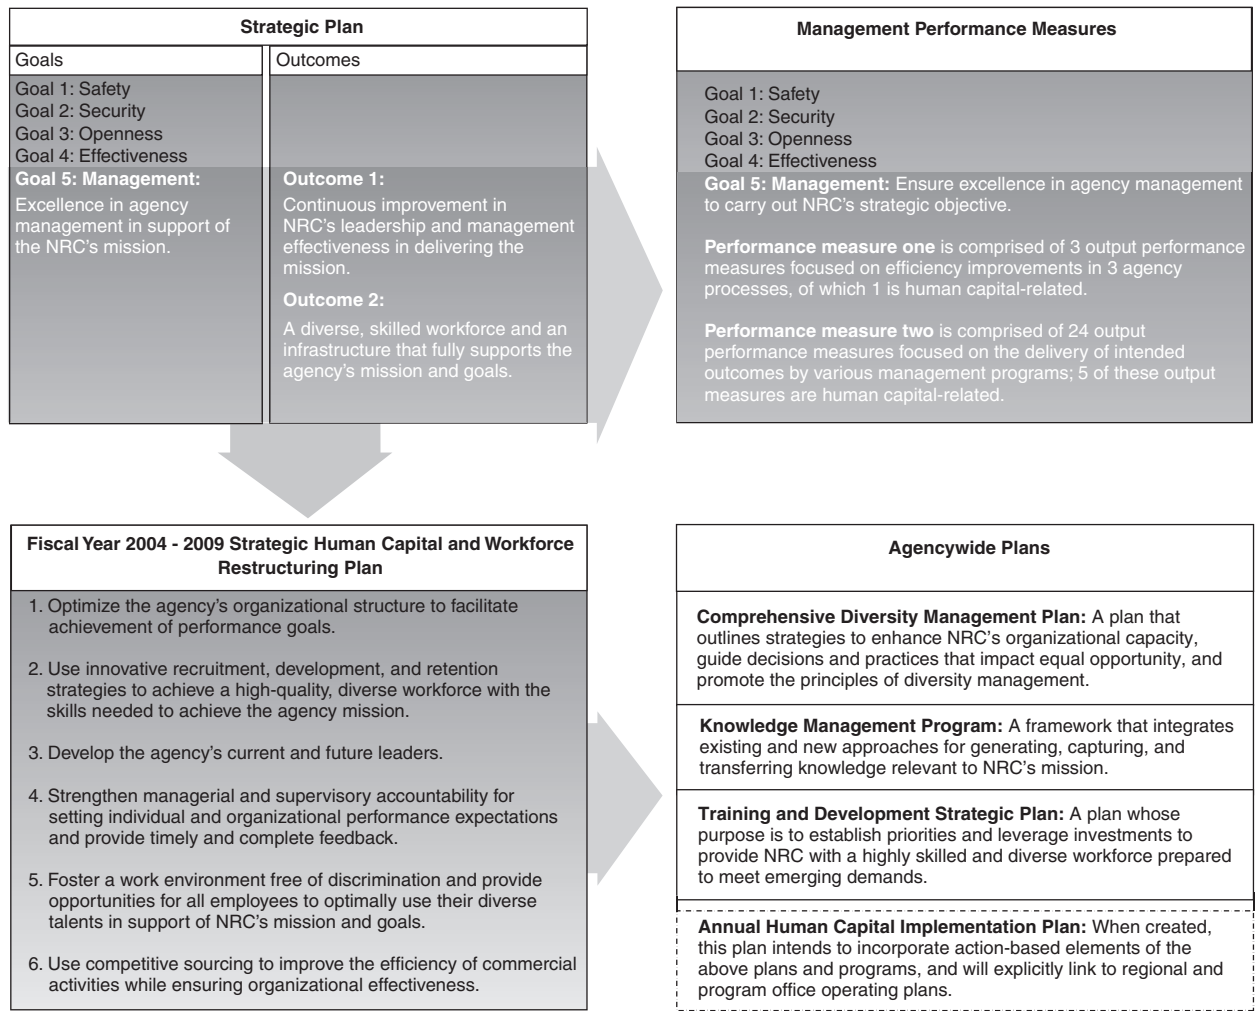 Strategic Plan
Goals
Outcomes
Goal 1: Safety
Goal 2: Security
Goal 3: Openness
Goal 4: Effectiveness
Goal 5: Management:
Excellence in agency
management in support of
the NRC's mission.
Outcome 1:
Continuous improvement in
NRC's leadership and management
effectiveness in delivering the
mission.
Outcome 2:
A diverse, skilled workforce and an
infrastructure that fully supports the
agency's mission and goals.
Management Performance Measures
Goal 1: Safety
Goal 2: Security
Goal 3: Openness
Goal 4: Effectiveness
Goal 5: Management: Ensure excellence in agency management
to carry out NRC's strategic objective.
Performance measure one is comprised of 3 output performance
measures focused on efficiency improvements in 3 agency
processes, of which 1 is human capital-related.
Performance measure two is comprised of 24 output
performance measures focused on the delivery of intended
outcomes by various management programs; 5 of these output
measures are human capital-related.
Fiscal Year 2004 - 2009 Strategic Human Capital and Workforce
Restructuring Plan
1. Optimize the agency's organizational structure to facilitate
achievement of performance goals.
2. Use innovative recruitment, development, and retention
strategies to achieve a high-quality, diverse workforce with the
skills needed to achieve the agency mission.
3. Develop the agency's current and future leaders.
4. Strengthen managerial and supervisory accountability for
setting individual and organizational performance expectations
and provide timely and complete feedback.
5. Foster a work environment free of discrimination and provide
opportunities for all employees to optimally use their diverse
talents in support of NRC's mission and goals.
6. Use competitive sourcing to improve the efficiency of commercial
activities while ensuring organizational effectiveness.
Agencywide Plans
Comprehensive Diversity Management Plan: A plan that
outlines strategies to enhance NRC's organizational capacity,
guide decisions and practices that impact equal opportunity, and
promote the principles of diversity management.
Knowledge Management Program: A framework that integrates
existing and new approaches for generating, capturing, and
transferring knowledge relevant to NRC's mission.
Training and Development Strategic Plan: A plan whose
purpose is to establish priorities and leverage investments to
provide NRC with a highly skilled and diverse workforce prepared
to meet emerging demands.
Annual Human Capital Implementation Plan: When created,
this plan intends to incorporate action-based elements of the
above plans and programs, and will explicitly link to regional and
program office operating plans.